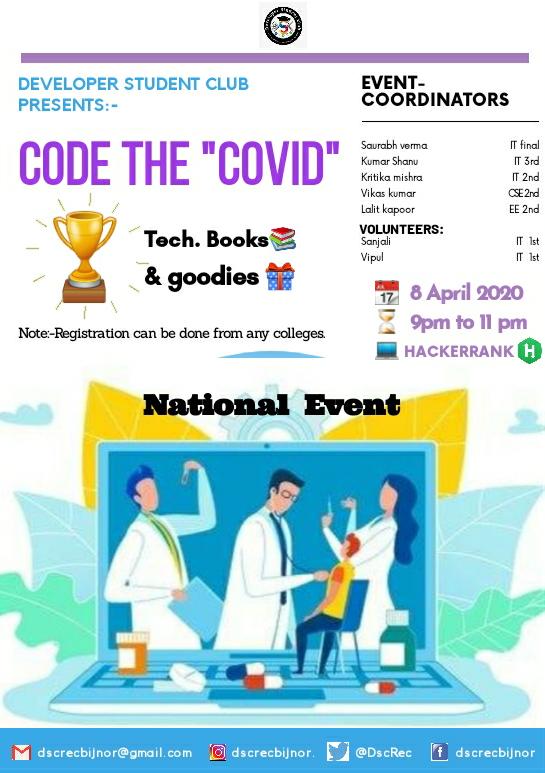 DEVELOPER STUDENT CLUB
PRESENTS:-
CODE THE "COVID"
Tech. Books
& goodies
Note:-Registration can be done from any colleges.
EVENT-
COORDINATORS
Saurabh verma IT final
Kumar Shanu IT 3rd
Kritika mishra IT 2nd
Vikas kumar CSE2nd
Lalit kapoor EE 2nd
VOLUNTEERS:
Sanjali IT 1st
Vipul IT 1st
17
8 April 2020
9pm to 11 pm
HACKERRANK H
National Event
dscrecbijnor@gmail.com dscrecbijnor. @DscRec dscrecbijnor